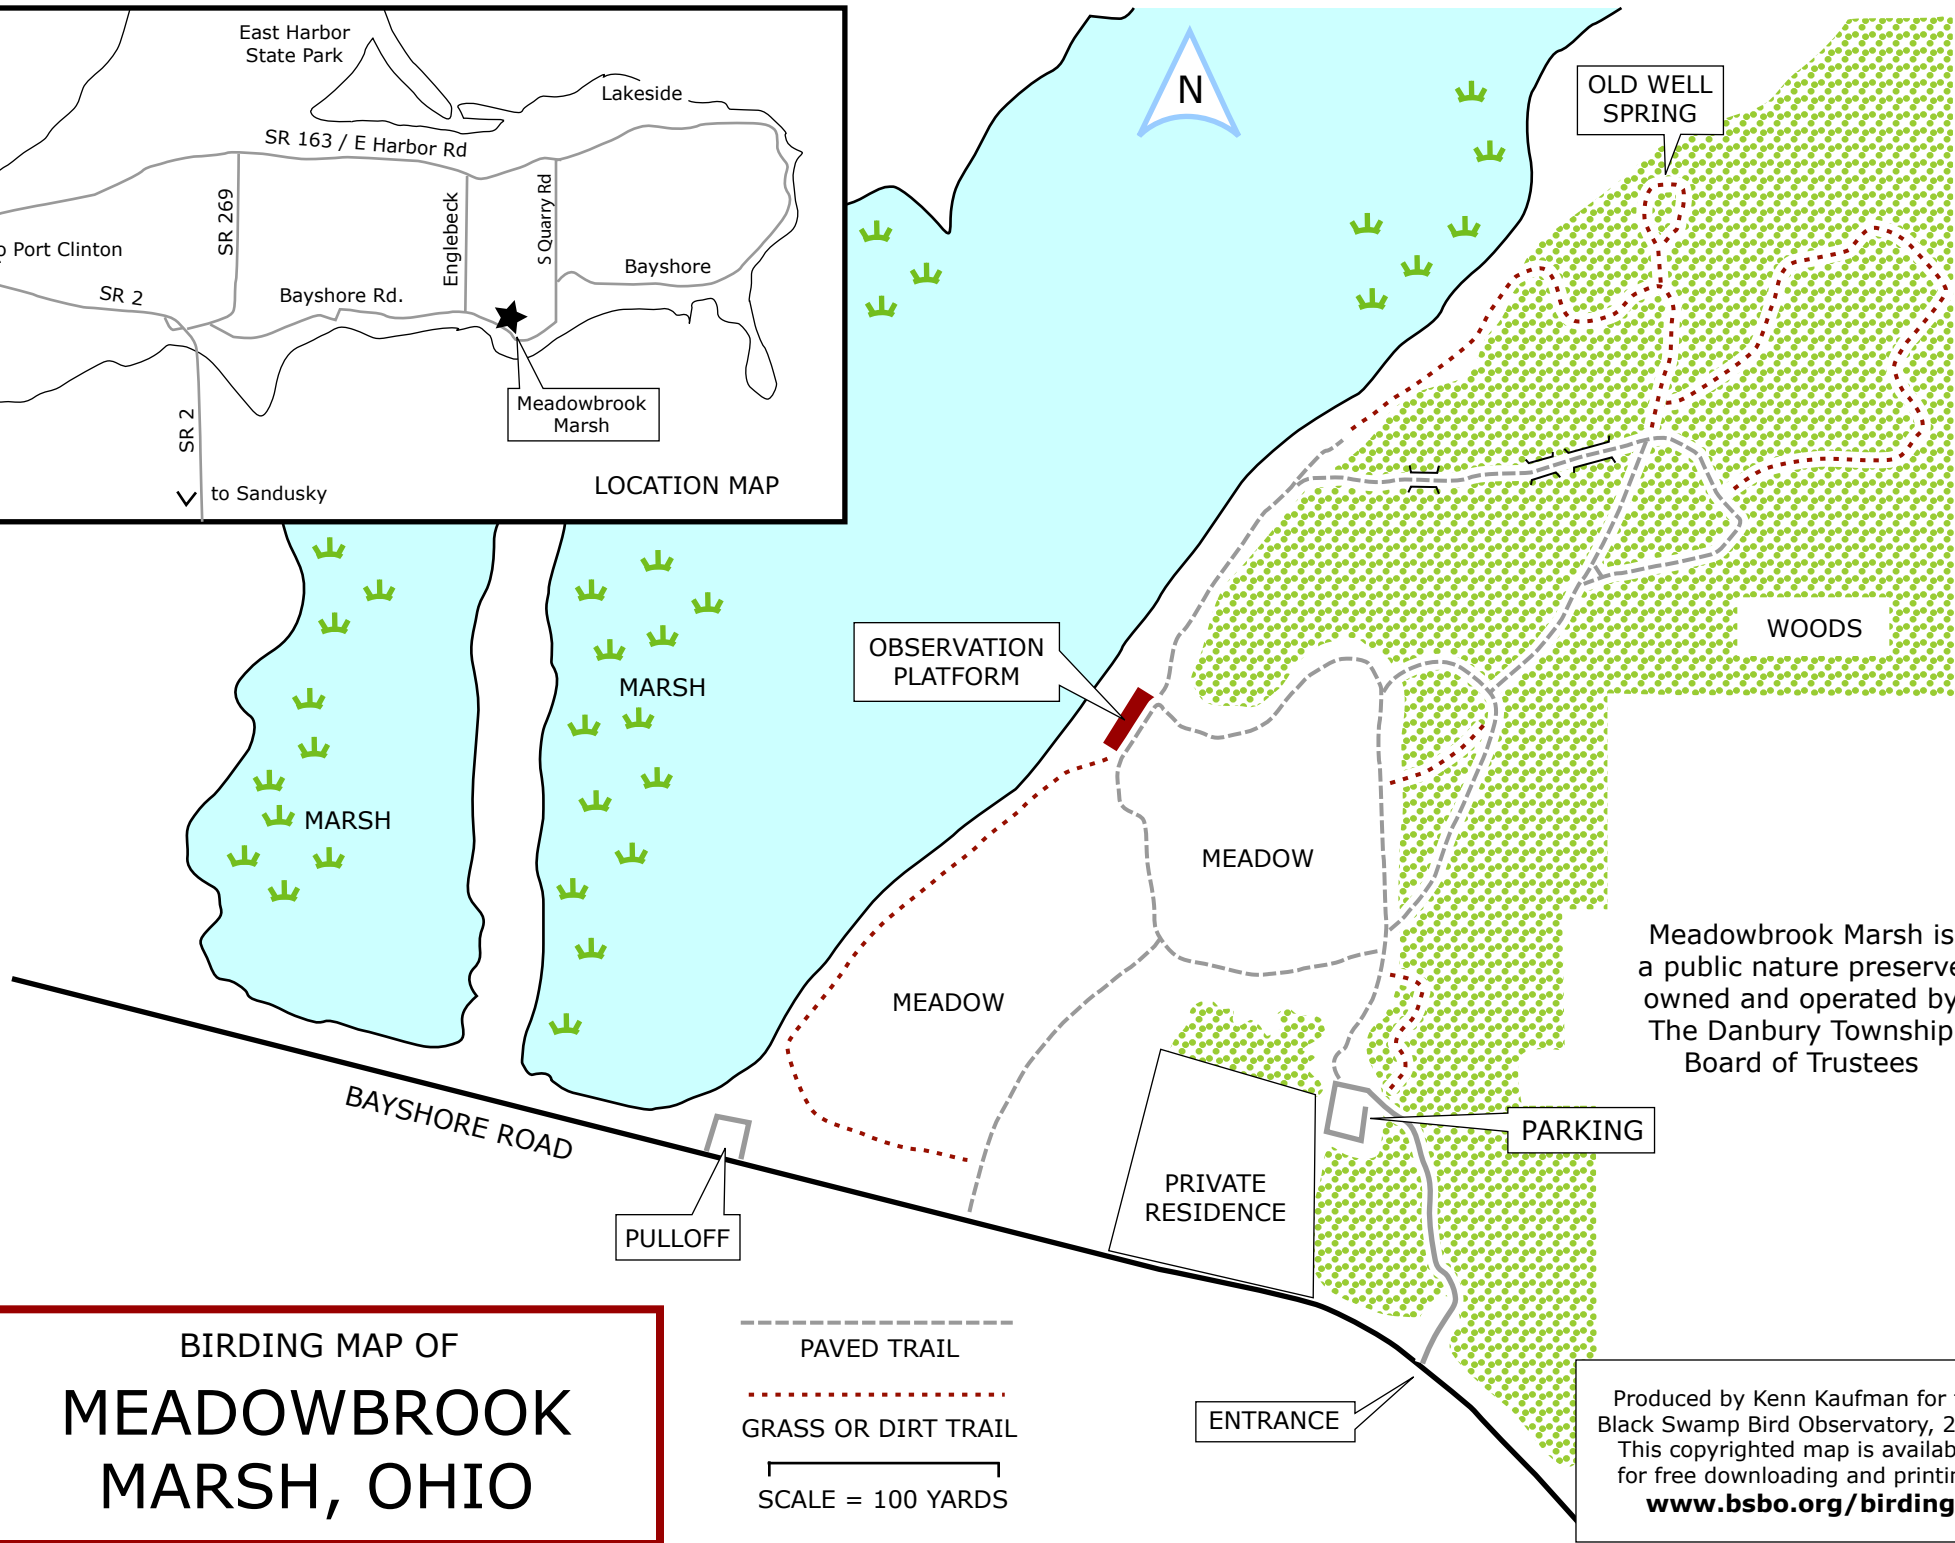 East Harbor
State Park
Lakeside
SR 163 / E Harbor Rd
SR 269
Englebeck
S Quarry Rd
Port Clinton
SR 2
Bayshore Rd.
Bayshore
Meadowbrook
Marsh
SR 2
to Sandusky
LOCATION MAP
N
OLD WELL
SPRING
WOODS
OBSERVATION
PLATFORM
MARSH
MARSH
MEADOW
MEADOW
Meadowbrook Marsh is
a public nature preserve
owned and operated by
The Danbury Township
Board of Trustees
BAYSHORE ROAD
PARKING
PRIVATE
RESIDENCE
PULLOFF
ENTRANCE
BIRDING MAP OF
MEADOWBROOK
MARSH, OHIO
PAVED TRAIL
GRASS OR DIRT TRAIL
SCALE = 100 YARDS
Produced by Kenn Kaufman for
Black Swamp Bird Observatory,
This copyrighted map is
for free downloading and
www.bsbo.org/birding